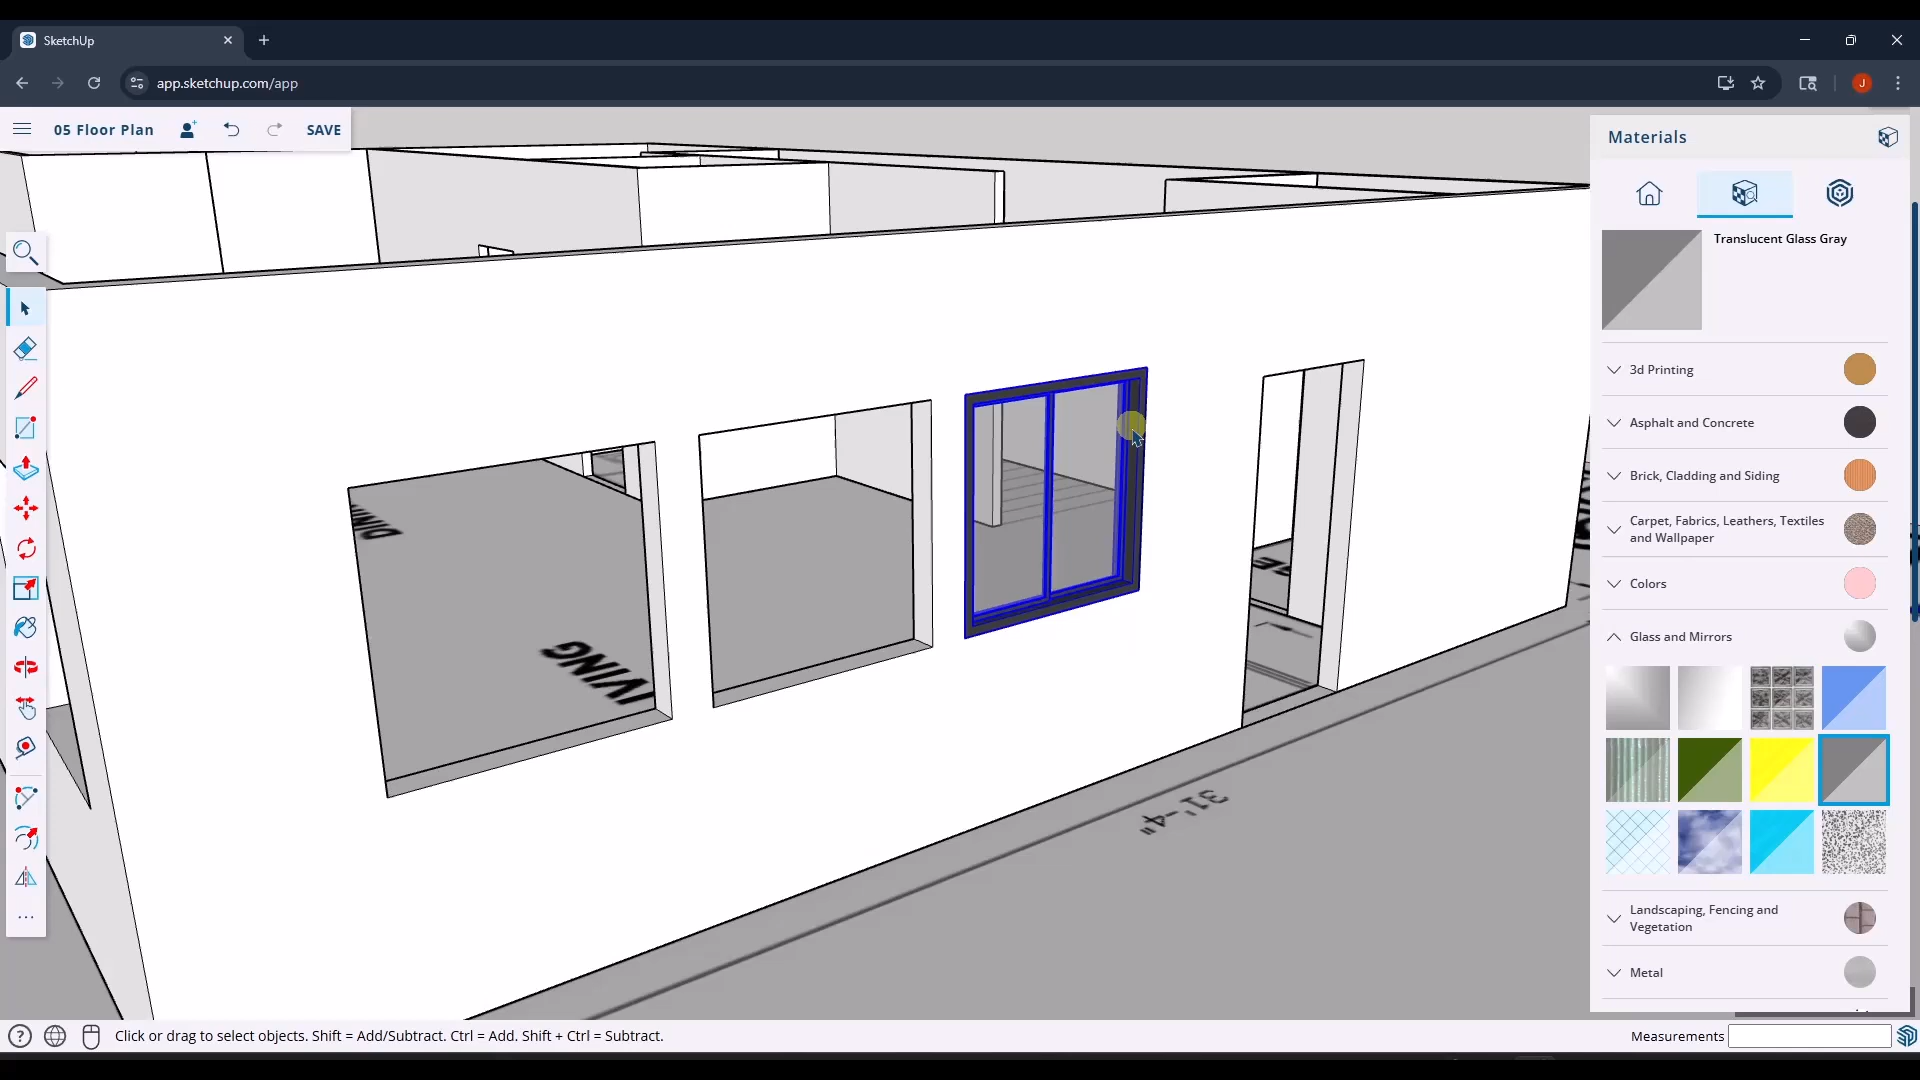 SketchUp
app.sketchup.com/app
J
05 Floor Plan
SAVE
Materials
Translucent Glass Gray
3d Printing
Asphalt and Concrete
Brick, Cladding and Siding
Carpet, Fabrics, Leathers, Textiles
and Wallpaper
Colors
Glass and Mirrors
Landscaping, Fencing and
Vegetation
Metal
31'-4"
Click or drag to select objects. Shift = Add/Subtract. Ctrl = Add. Shift + Ctrl = Subtract.
Measurements